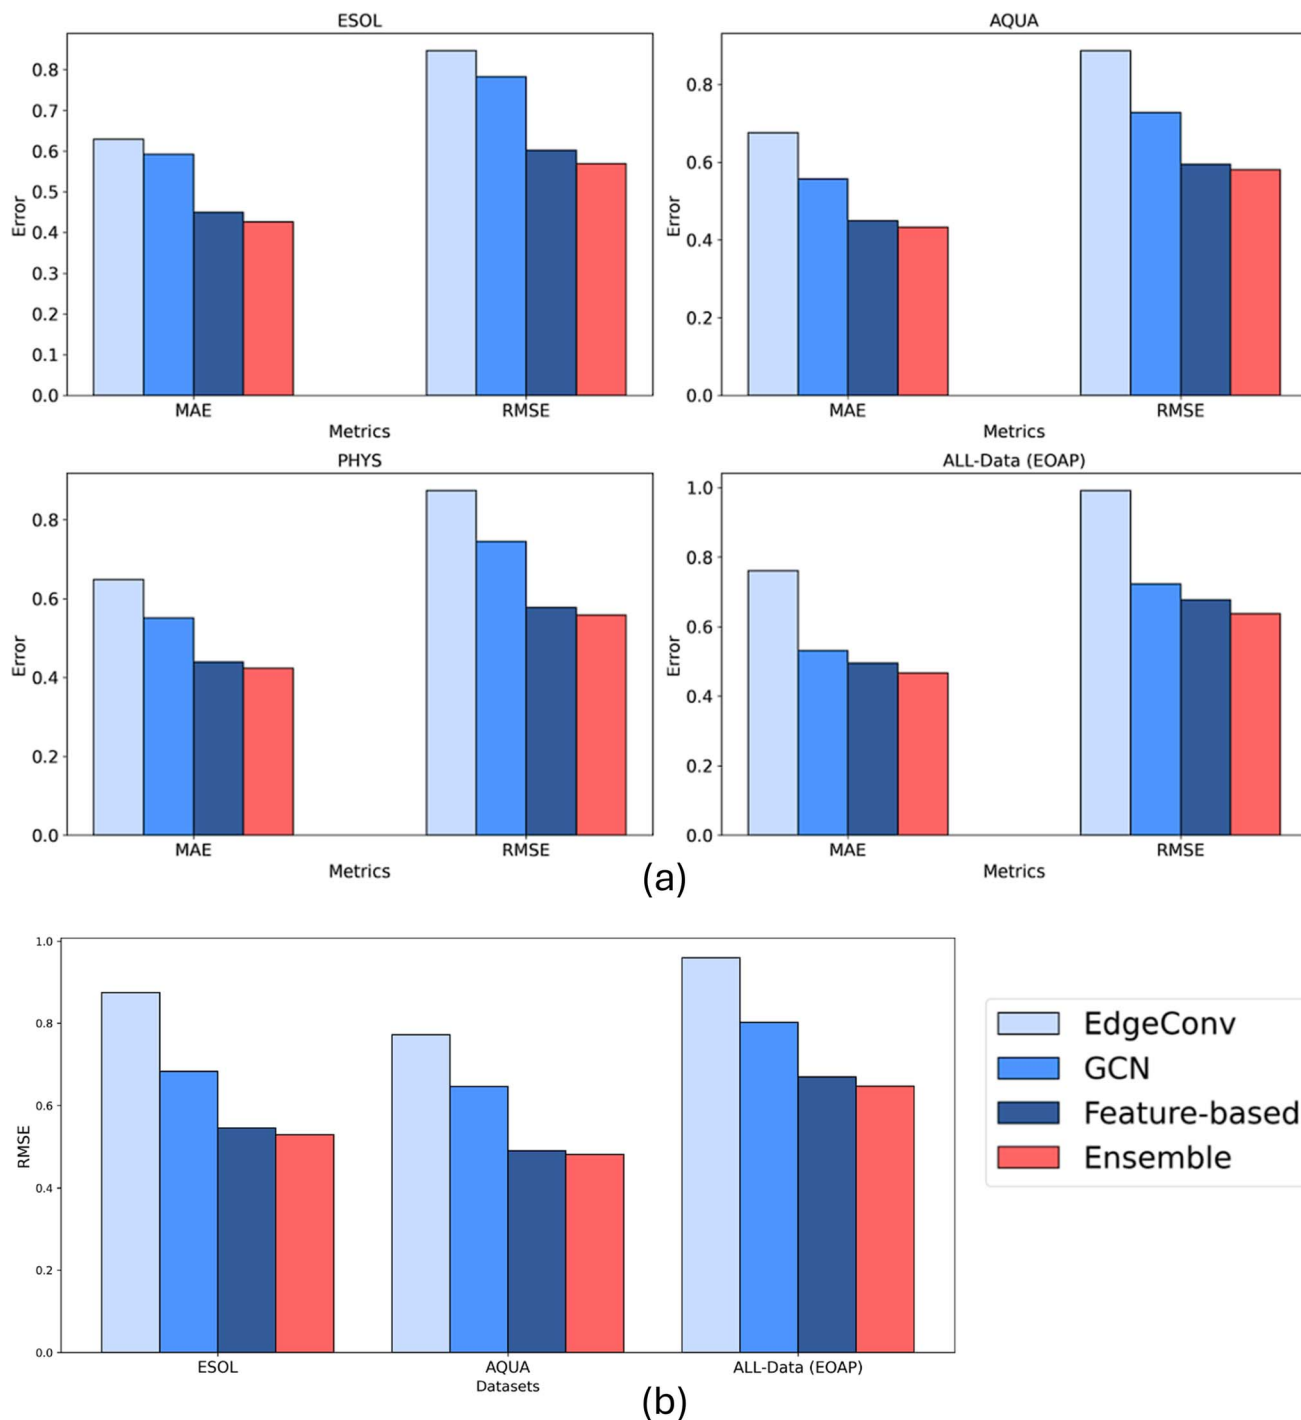 ESOL
0.8
0.7
0.6
0.5
0.4
0.3
0.2
0.1
0.0
Error
MAE
RMSE
Metrics
AQUA
0.8
0.6
0.4
0.2
0.0
Error
MAE
RMSE
Metrics
PHYS
0.8
0.6
0.4
0.2
0.0
Error
MAE
RMSE
Metrics
ALL-Data (EOAP)
1.0
0.8
0.6
0.4
0.2
0.0
Error
MAE
RMSE
Metrics
(a)
1.0
0.8
0.6
0.4
0.2
0.0
RMSE
ESOL
AQUA
ALL-Data (EOAP)
Datasets
EdgeConv
GCN
Feature-based
Ensemble
(b)